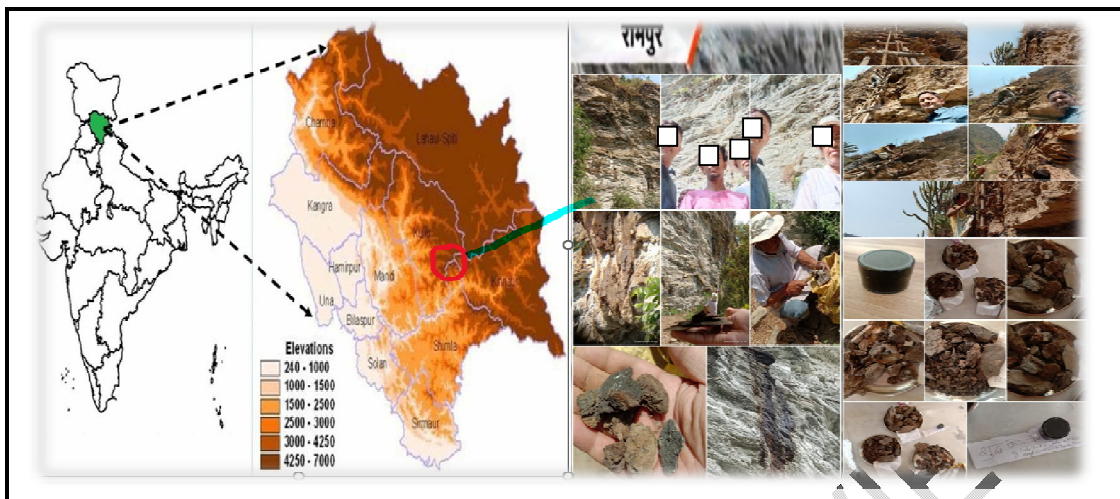 रामपुर
Chamba
Lahaul-Spiti
Kangra
Kullu
Hamirpur
Mandi
Una
Kinnaur
Bilaspur
Shimla
Solan
Sirmaur
Elevations
240 - 1000
1000 - 1500
1500 - 2500
2500 - 3000
3000 - 4250
4250 - 7000